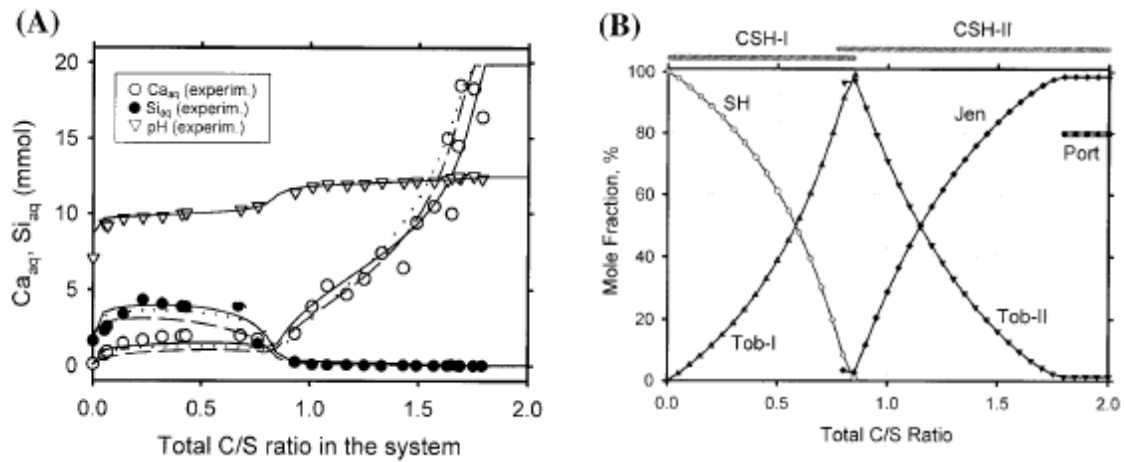 (A)
20
15
10
5
0
Ca_aq, Si_aq (mmol)
Ca_aq (experim.)
Si_aq (experim.)
pH (experim.)
0.0 0.5 1.0 1.5 2.0
Total C/S ratio in the system
(B)
CSH-I
CSH-II
100
80
60
40
20
0
Mole Fraction, %
SH
Jen
Port
Tob-I
Tob-II
0.0 0.5 1.0 1.5 2.0
Total C/S Ratio